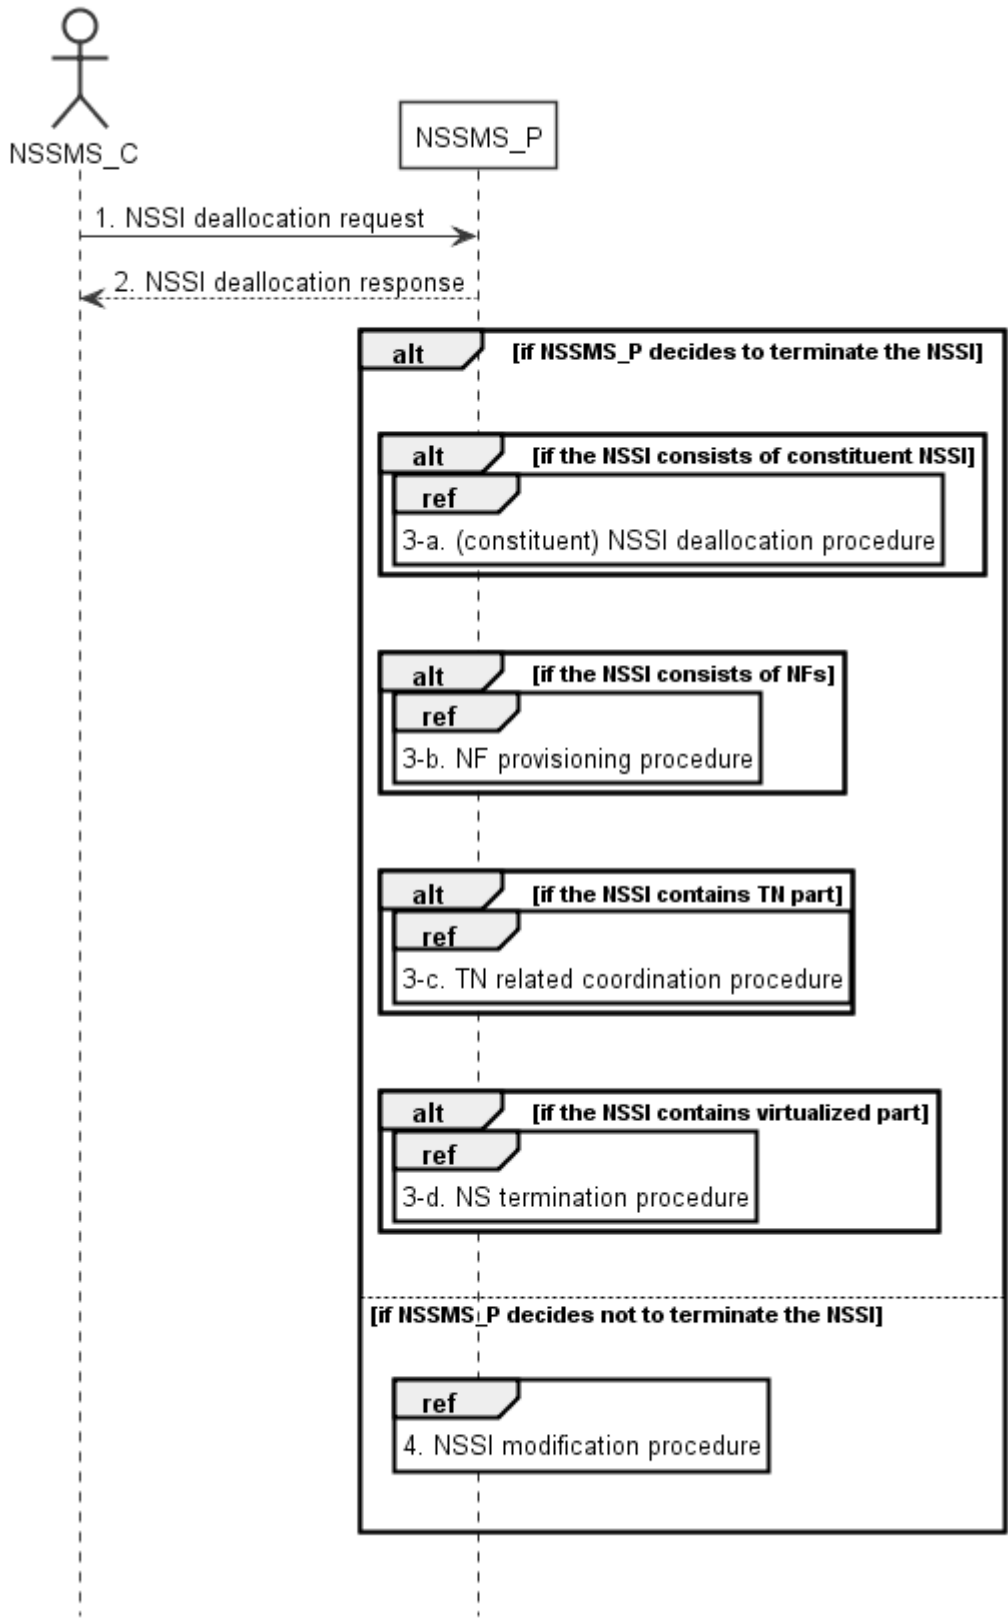 NSSMS_C
NSSMS_P
1. NSSI deallocation request
2. NSSI deallocation response
alt [if NSSMS_P decides to terminate the NSSI]
alt [if the NSSI consists of constituent NSSI]
ref
3-a. (constituent) NSSI deallocation procedure
alt [if the NSSI consists of NFs]
ref
3-b. NF provisioning procedure
alt [if the NSSI contains TN part]
ref
3-c. TN related coordination procedure
alt [if the NSSI contains virtualized part]
ref
3-d. NS termination procedure
[if NSSMS_P decides not to terminate the NSSI]
ref
4. NSSI modification procedure